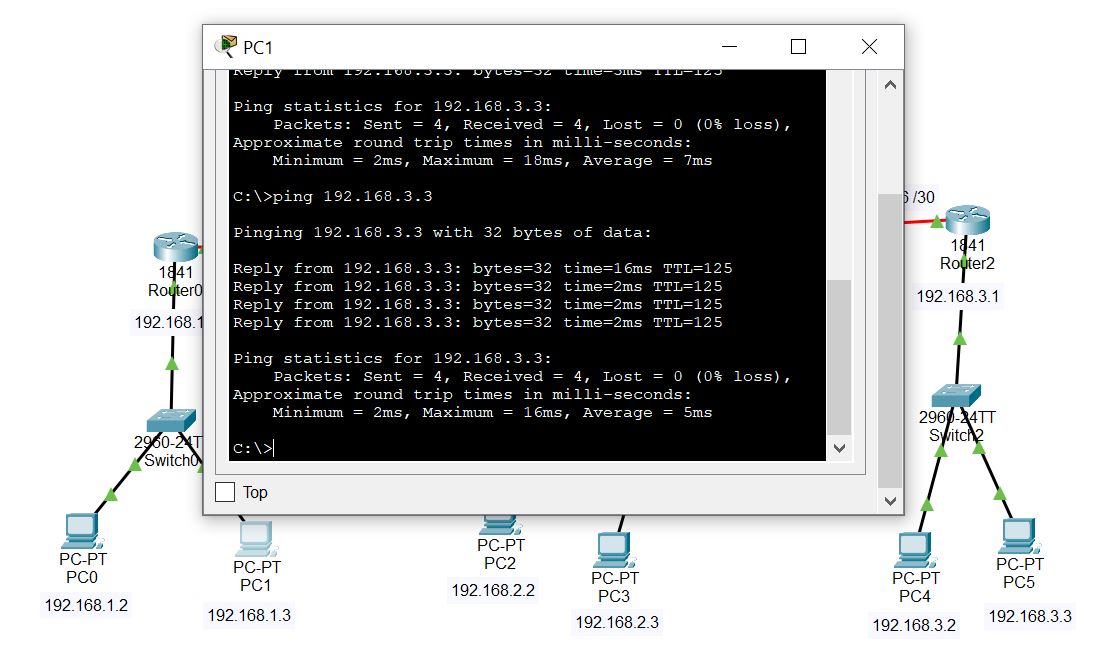 PC1
Reply from 192.168.3.3: bytes=32 time=3ms TTL=125
Ping statistics for 192.168.3.3:
Packets: Sent = 4, Received = 4, Lost = 0 (0% loss),
Approximate round trip times in milli-seconds:
Minimum = 2ms, Maximum = 18ms, Average = 7ms
C:\>ping 192.168.3.3
Pinging 192.168.3.3 with 32 bytes of data:
Reply from 192.168.3.3: bytes=32 time=16ms TTL=125
Reply from 192.168.3.3: bytes=32 time=2ms TTL=125
Reply from 192.168.3.3: bytes=32 time=2ms TTL=125
Reply from 192.168.3.3: bytes=32 time=2ms TTL=125
Ping statistics for 192.168.3.3:
Packets: Sent = 4, Received = 4, Lost = 0 (0% loss),
Approximate round trip times in milli-seconds:
Minimum = 2ms, Maximum = 16ms, Average = 5ms
C:\>
Top
1841
Router0
192.168.1
2960-24T
Switch0
PC-PT
PC0
192.168.1.2
PC-PT
PC1
192.168.1.3
PC-PT
PC2
192.168.2.2
PC-PT
PC3
192.168.2.3
6 /30
1841
Router2
192.168.3.1
2960-24TT
Switch2
PC-PT
PC4
192.168.3.2
PC-PT
PC5
192.168.3.3